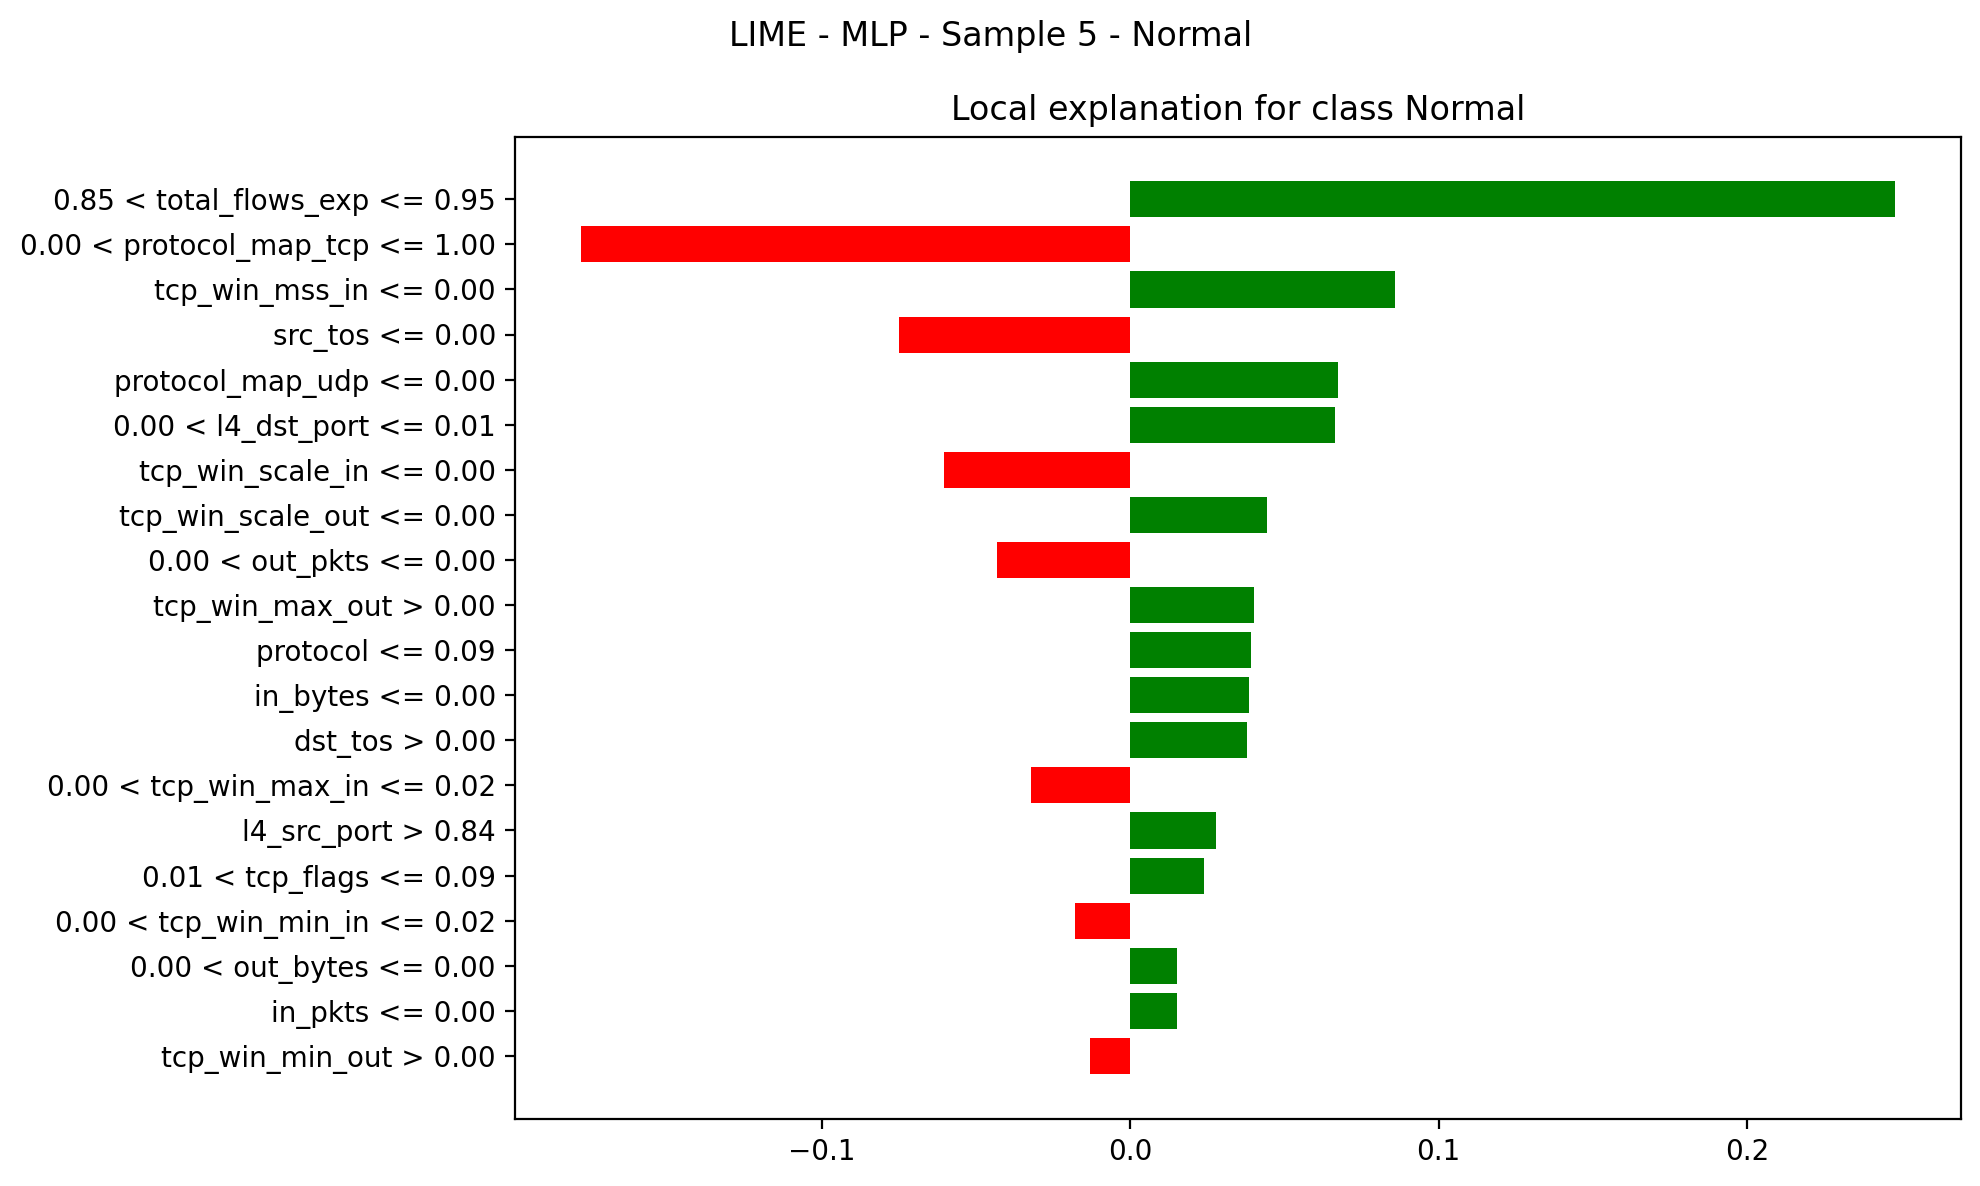 LIME - MLP - Sample 5 - Normal
Local explanation for class Normal
0.85 < total_flows_exp <= 0.95
0.00 < protocol_map_tcp <= 1.00
tcp_win_mss_in <= 0.00
src_tos <= 0.00
protocol_map_udp <= 0.00
0.00 < l4_dst_port <= 0.01
tcp_win_scale_in <= 0.00
tcp_win_scale_out <= 0.00
0.00 < out_pkts <= 0.00
tcp_win_max_out > 0.00
protocol <= 0.09
in_bytes <= 0.00
dst_tos > 0.00
0.00 < tcp_win_max_in <= 0.02
l4_src_port > 0.84
0.01 < tcp_flags <= 0.09
0.00 < tcp_win_min_in <= 0.02
0.00 < out_bytes <= 0.00
in_pkts <= 0.00
tcp_win_min_out > 0.00
−0.1 0.0 0.1 0.2